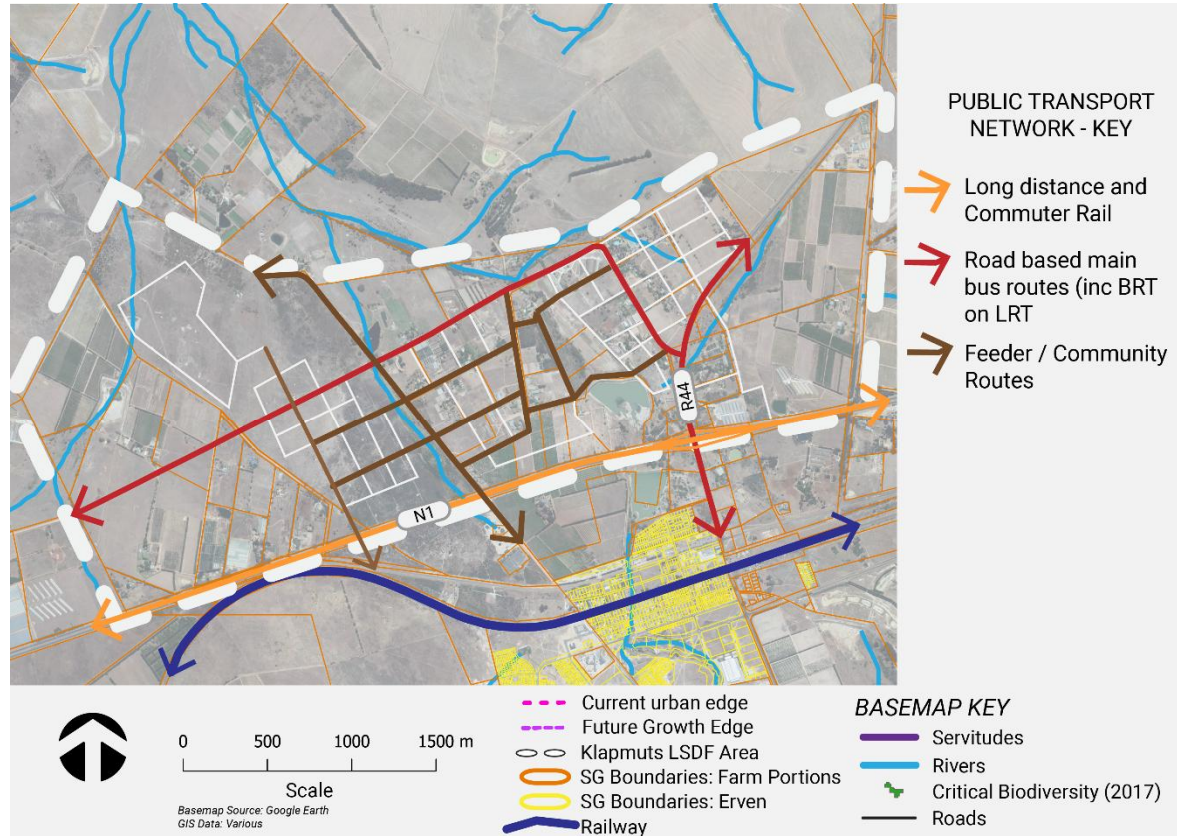 PUBLIC TRANSPORT
NETWORK - KEY
Long distance and
Commuter Rail
Road based main
bus routes (inc BRT
on LRT
Feeder / Community
Routes
R44
N1
0 500 1000 1500 m
Scale
Basemap Source: Google Earth
GIS Data: Various
Current urban edge
Future Growth Edge
Klapmuts LSDF Area
SG Boundaries: Farm Portions
SG Boundaries: Erven
Railway
BASEMAP KEY
Servitudes
Rivers
Critical Biodiversity (2017)
Roads